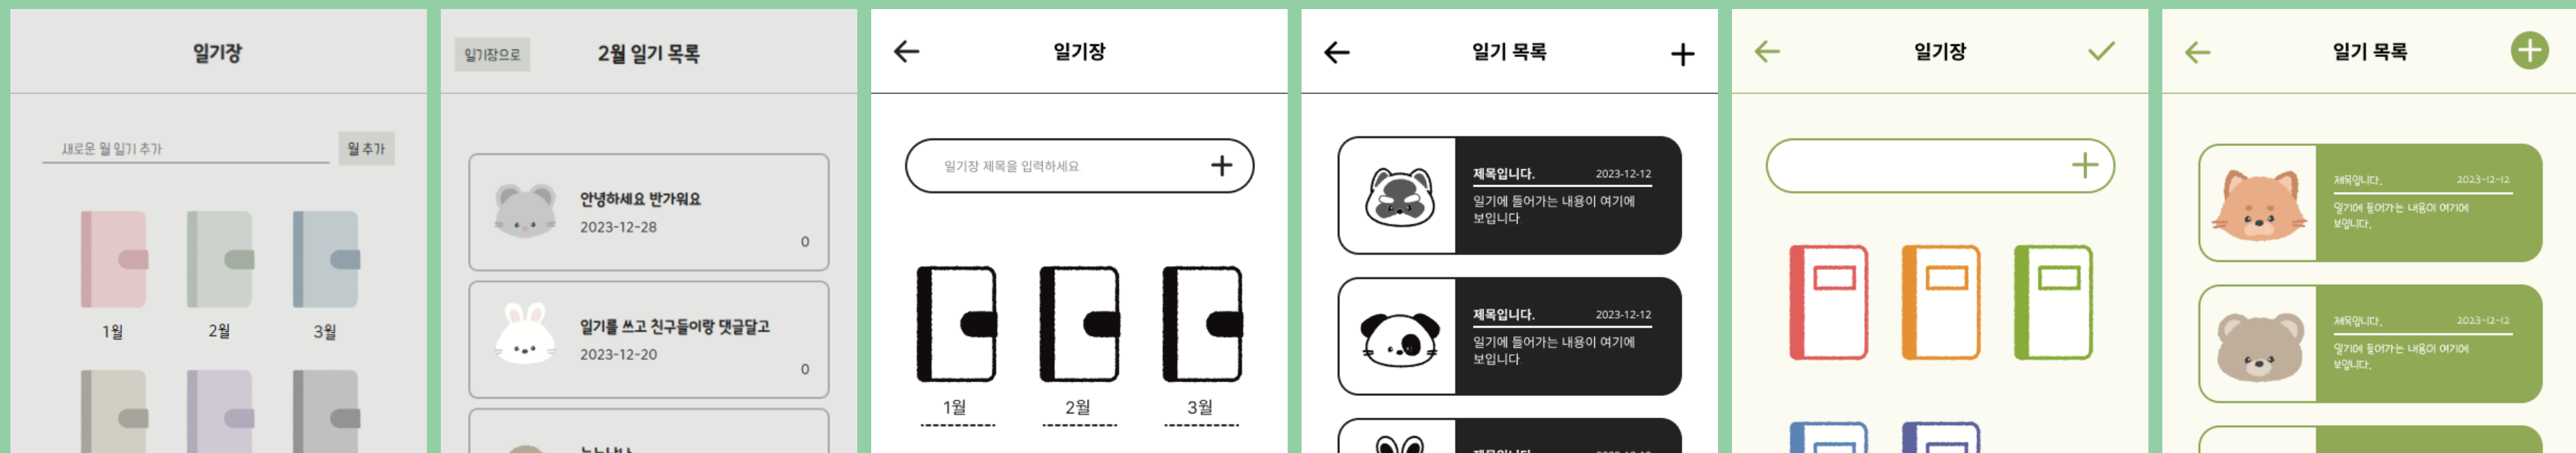 일기장
새로운 월 일기 추가
월 추가
1월
2월
3월
일기장으로
2월 일기 목록
안녕하세요 반가워요
2023-12-28
0
일기를 쓰고 친구들이랑 댓글달고
2023-12-20
0
일기장
일기장 제목을 입력하세요.
1월
2월
3월
일기 목록
제목입니다.
2023-12-12
일기에 들어가는 내용이 여기에
보입니다.
제목입니다.
2023-12-12
일기에 들어가는 내용이 여기에
보입니다.
일기장
일기 목록
제목입니다.
2023-12-12
일기에 들어가는 내용이 여기에
보입니다.
제목입니다.
2023-12-12
일기에 들어가는 내용이 여기에
보입니다.